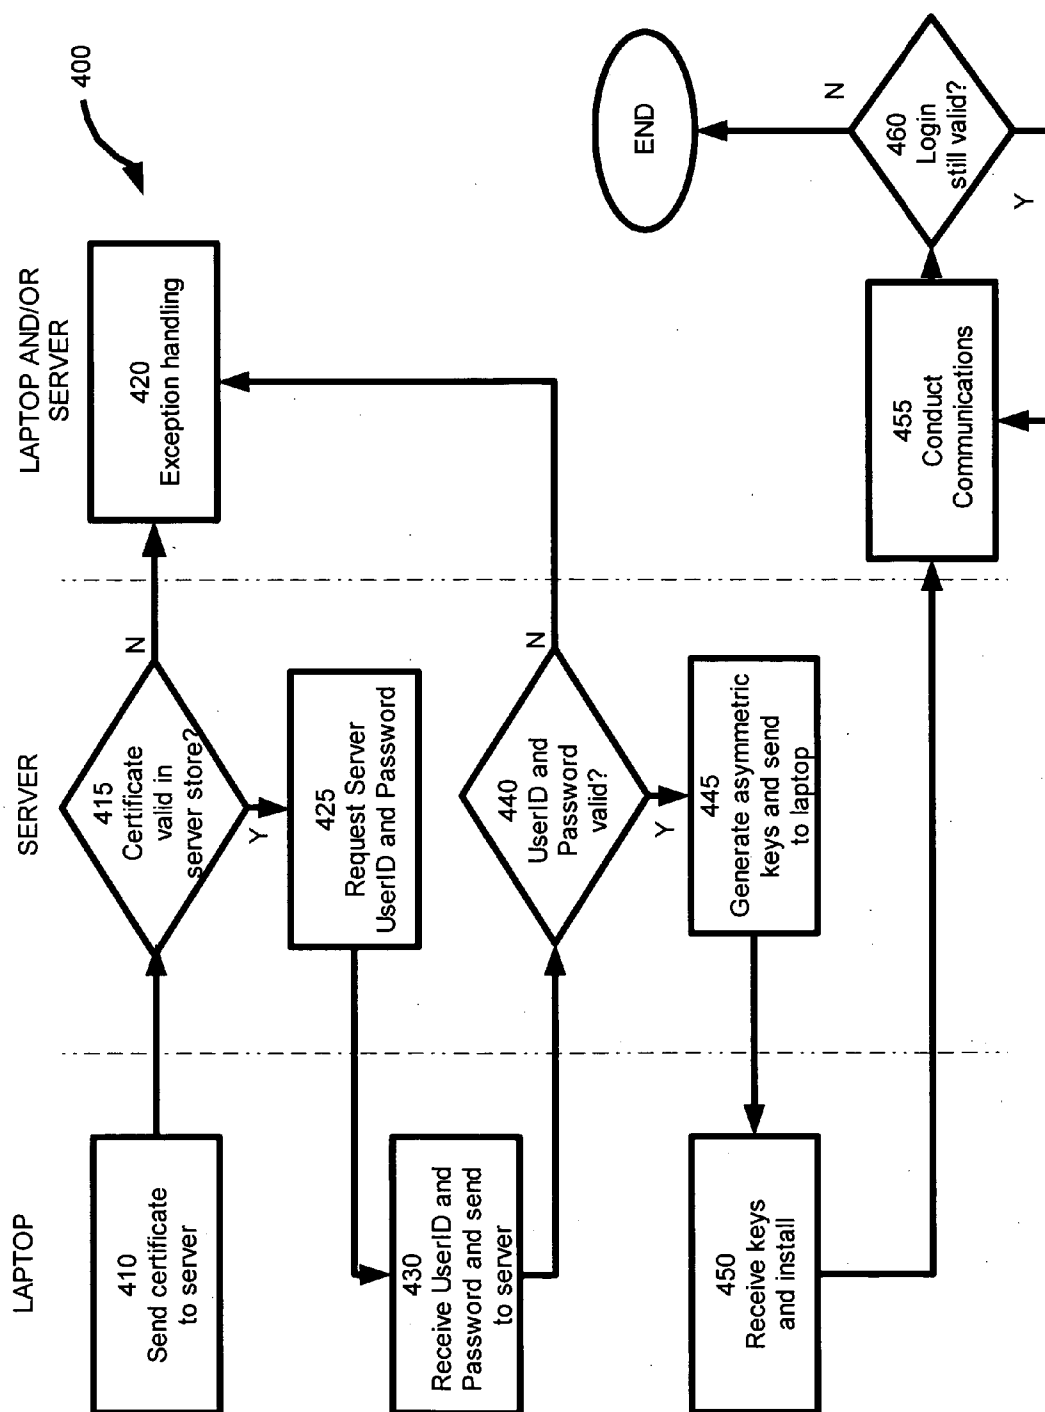 LAPTOP
SERVER
LAPTOP AND/OR
SERVER
400
410
Send certificate
to server
415
Certificate
valid in
server store?
N
Y
420
Exception handling
425
Request Server
UserID and Password
430
Receive UserID and
Password and send
to server
440
UserID and
Password
valid?
N
Y
445
Generate asymmetric
keys and send
to laptop
450
Receive keys
and install
455
Conduct
Communications
460
Login
still valid?
N
Y
END